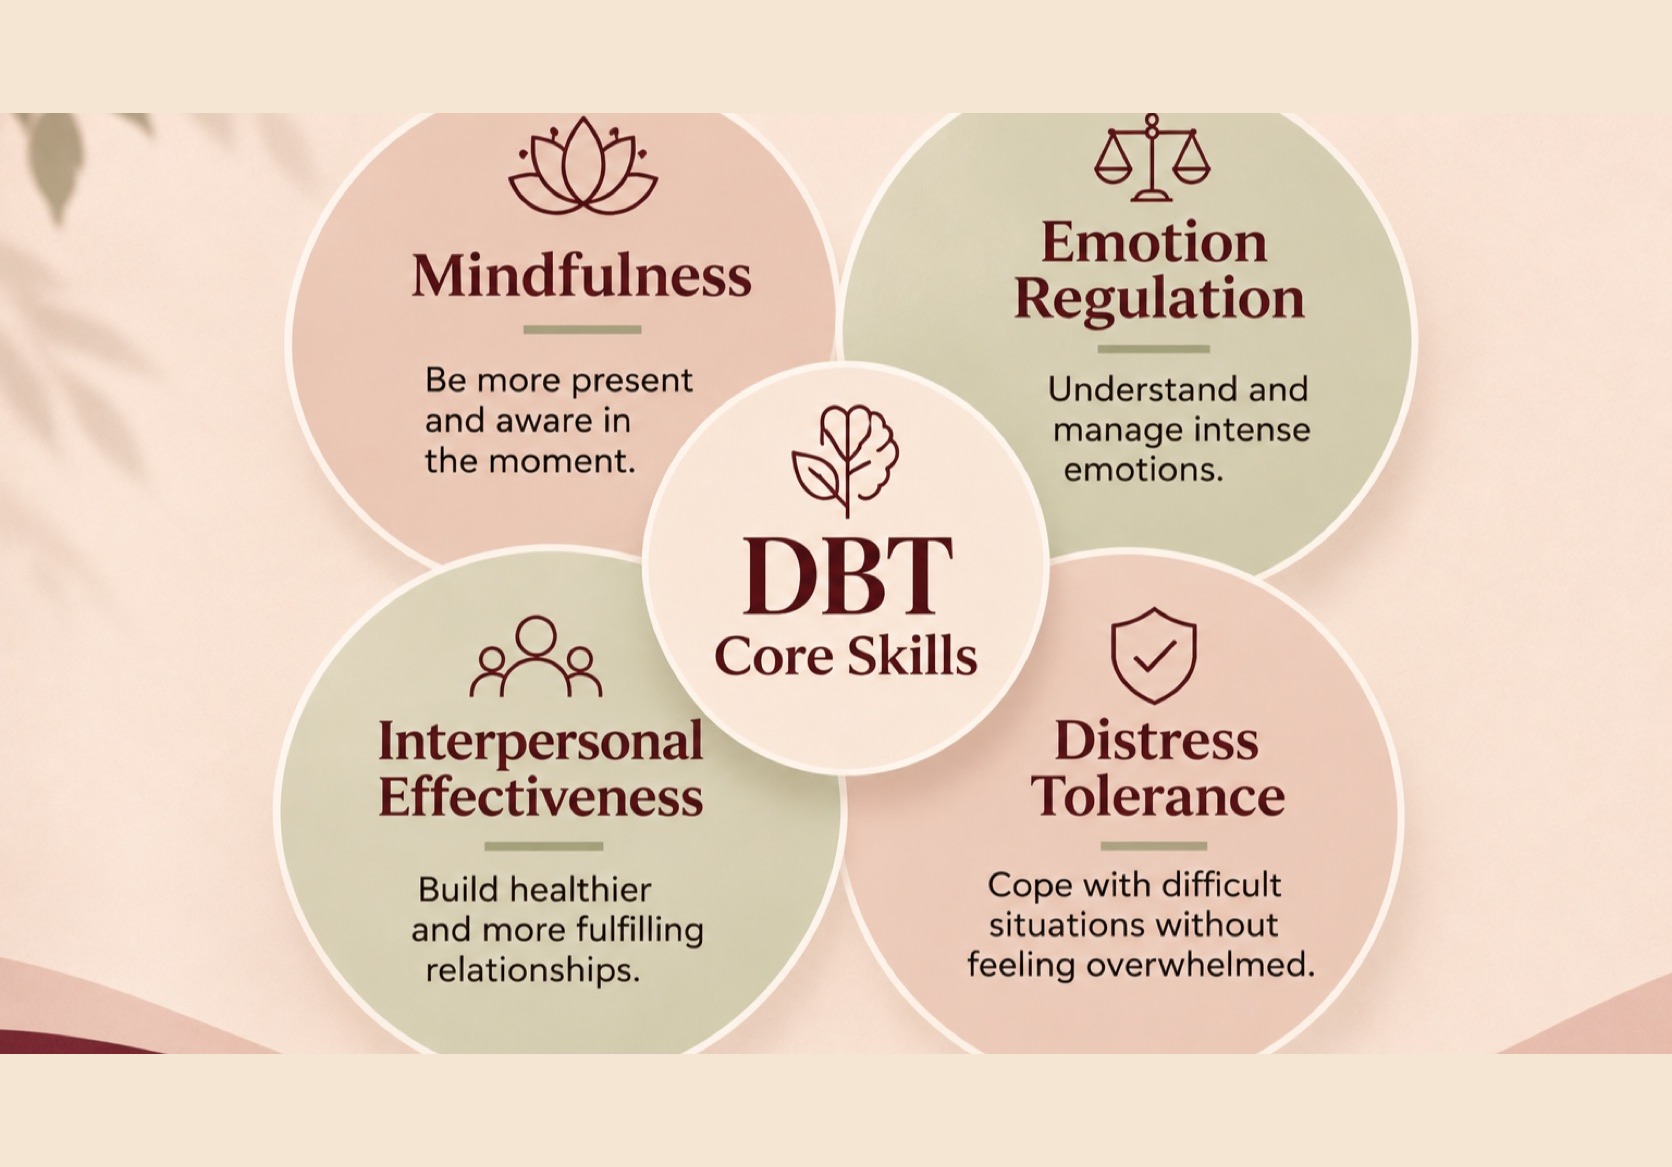 Mindfulness
Be more present
and aware in
the moment.
Emotion
Regulation
Understand and
manage intense
emotions.
DBT
Core Skills
Interpersonal
Effectiveness
Build healthier
and more fulfilling
relationships.
Distress
Tolerance
Cope with difficult
situations without
feeling overwhelmed.